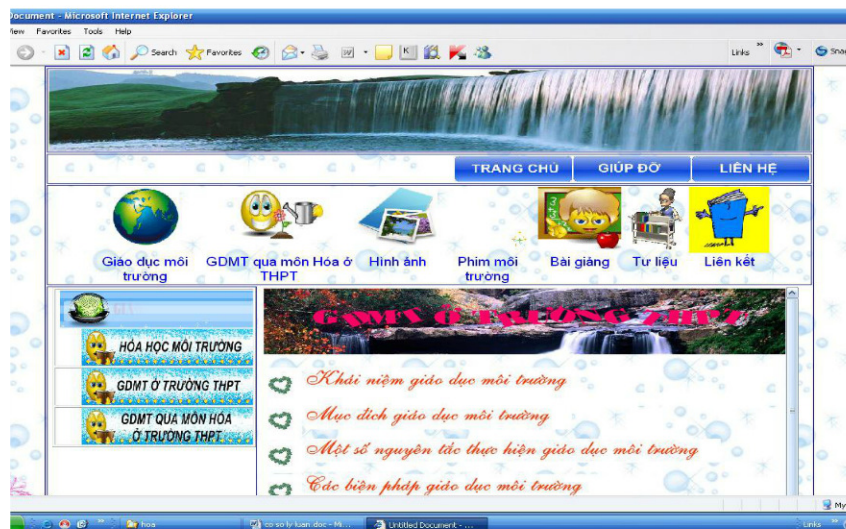 Document - Microsoft Internet Explorer
View Favorites Tools Help
Search Favorites Links
TRANG CHỦ GIÚP ĐỠ LIÊN HỆ
Giáo dục môi trường
GDMT qua môn Hóa ở THPT
Hình ảnh
Phim môi trường
Bài giảng
Tư liệu
Liên kết
HÓA HỌC MÔI TRƯỜNG
GDMT Ở TRƯỜNG THPT
GDMT QUA MÔN HÓA
Ở TRƯỜNG THPT
GDMT Ở TRƯỜNG THPT
Khái niệm giáo dục môi trường
Mục đích giáo dục môi trường
Một số nguyên tắc thực hiện giáo dục môi trường
Các biện pháp giáo dục môi trường
My
hoa co so ly luan.doc - Mi... Untitled Document - ... Links